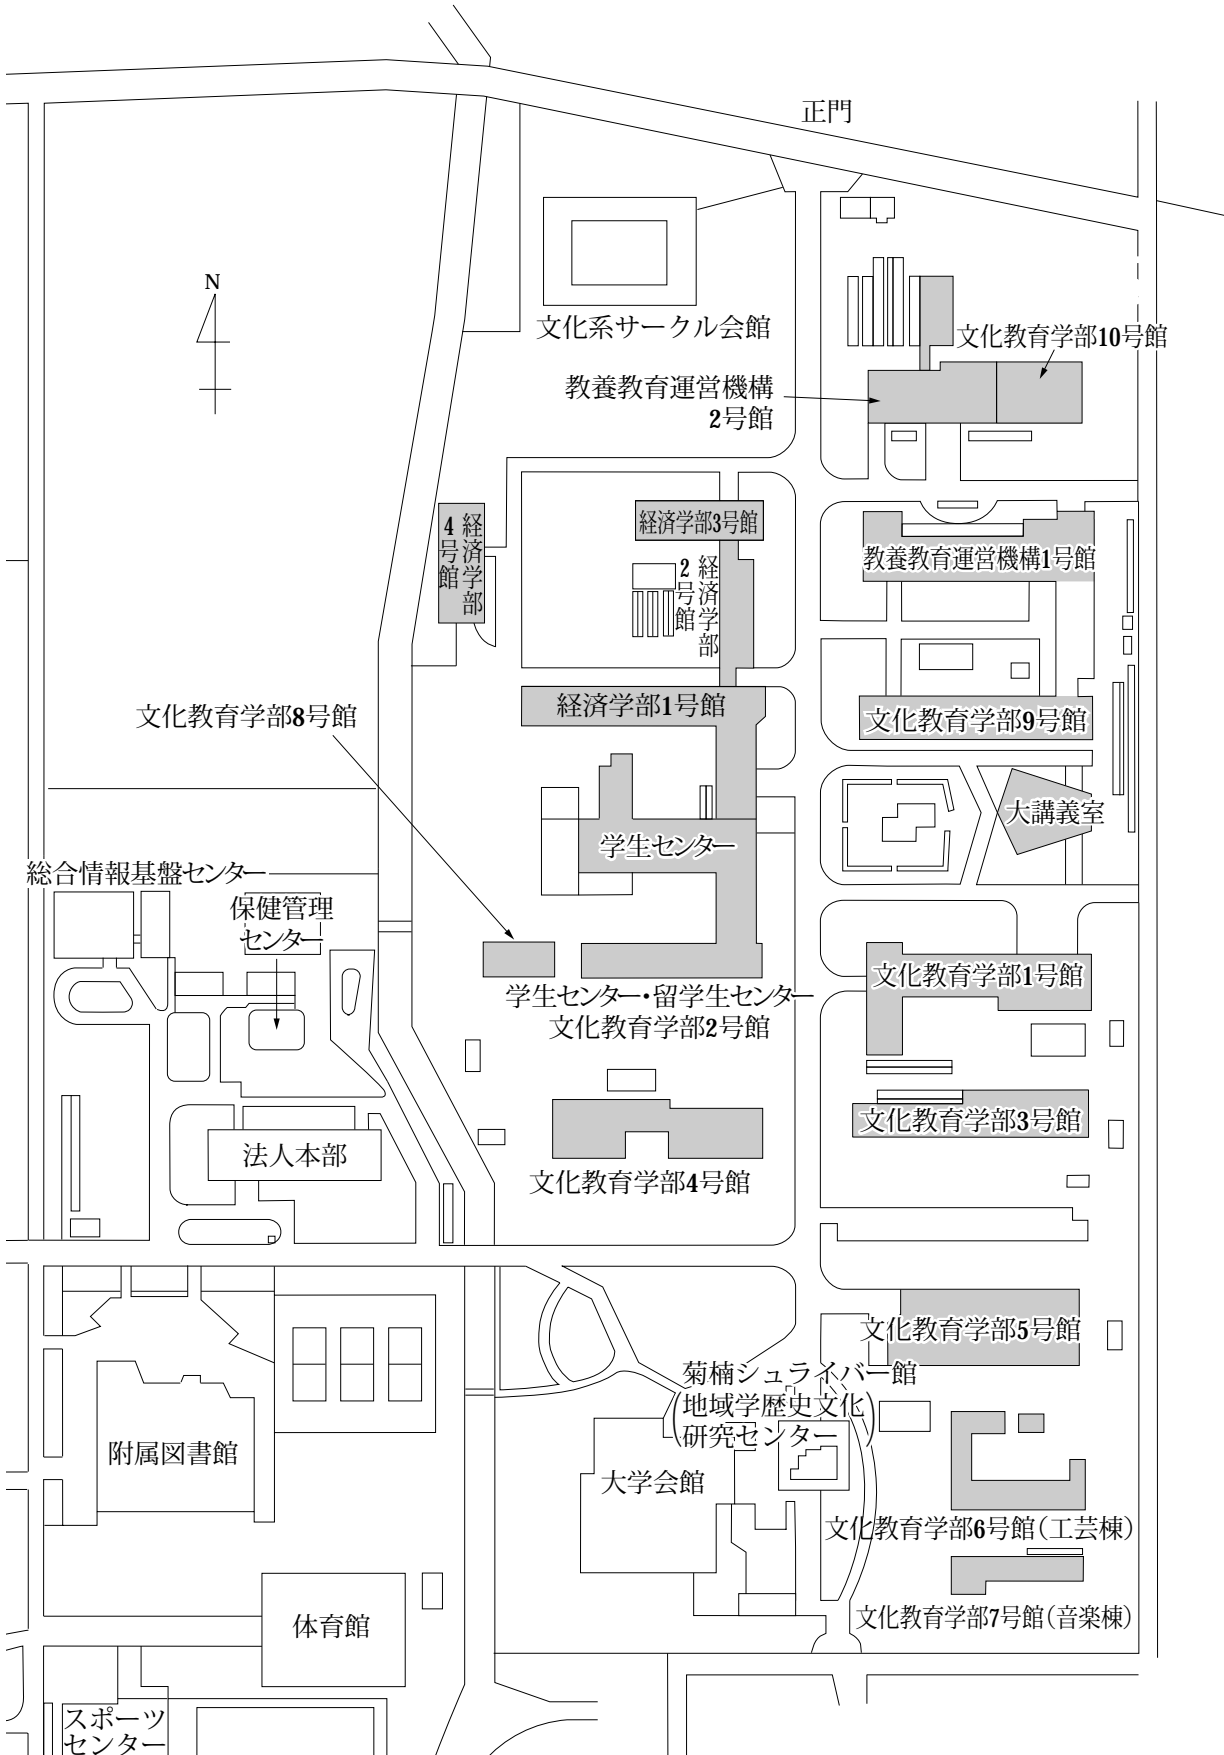 正門
N
文化系サークル会館
文化教育学部10号館
教養教育運営機構
2号館
経済学部
4号館
経済学部3号館
経済学部
2号館
教養教育運営機構1号館
経済学部1号館
文化教育学部8号館
文化教育学部9号館
大講義室
学生センター
総合情報基盤センター
保健管理
センター
文化教育学部1号館
学生センター・留学生センター
文化教育学部2号館
文化教育学部3号館
法人本部
文化教育学部4号館
文化教育学部5号館
菊楠シュライバー館
(地域学歴史文化
研究センター)
附属図書館
大学会館
文化教育学部6号館(工芸棟)
文化教育学部7号館(音楽棟)
体育館
スポーツ
センター